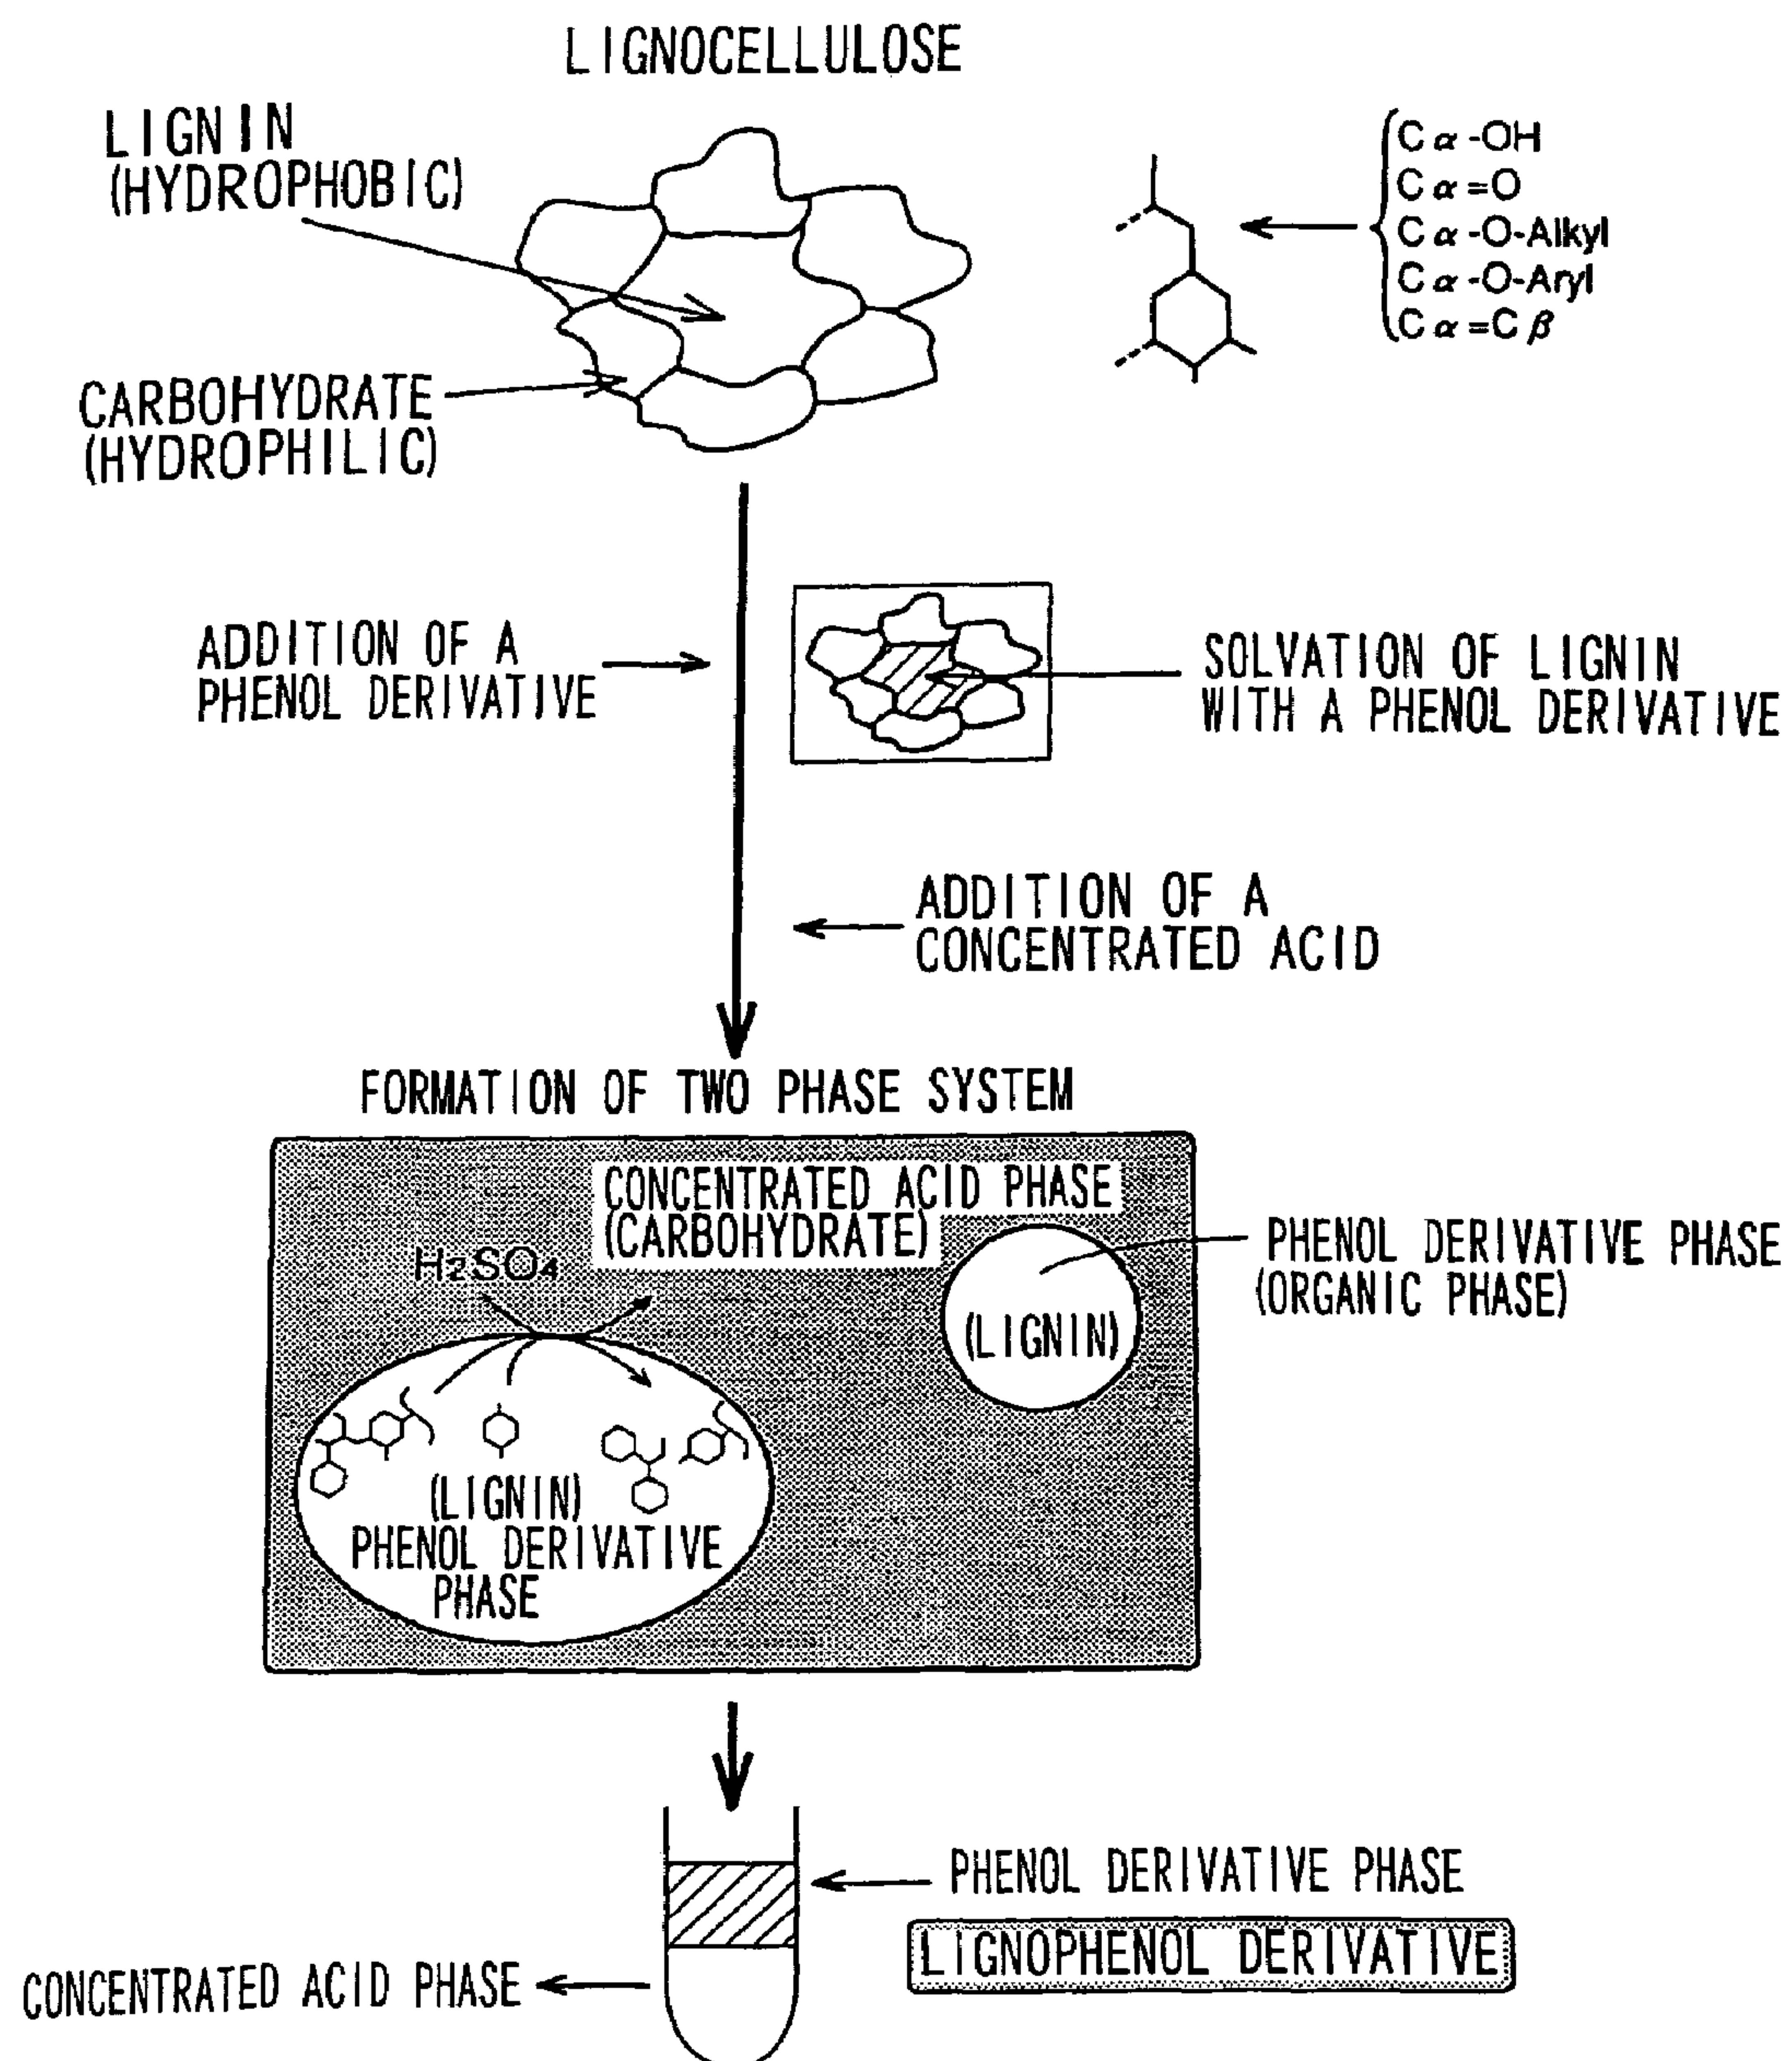 LIGNOCELLULOSE
LIGNIN
(HYDROPHOBIC)
CARBOHYDRATE
(HYDROPHILIC)
Cα-OH
Cα=O
Cα-O-Alkyl
Cα-O-Aryl
Cα=Cβ
ADDITION OF A
PHENOL DERIVATIVE
SOLVATION OF LIGNIN
WITH A PHENOL DERIVATIVE
ADDITION OF A
CONCENTRATED ACID
FORMATION OF TWO PHASE SYSTEM
CONCENTRATED ACID PHASE
(CARBOHYDRATE)
H2SO4
PHENOL DERIVATIVE PHASE
(ORGANIC PHASE)
(LIGNIN)
(LIGNIN)
PHENOL DERIVATIVE
PHASE
PHENOL DERIVATIVE PHASE
LIGNOPHENOL DERIVATIVE
CONCENTRATED ACID PHASE